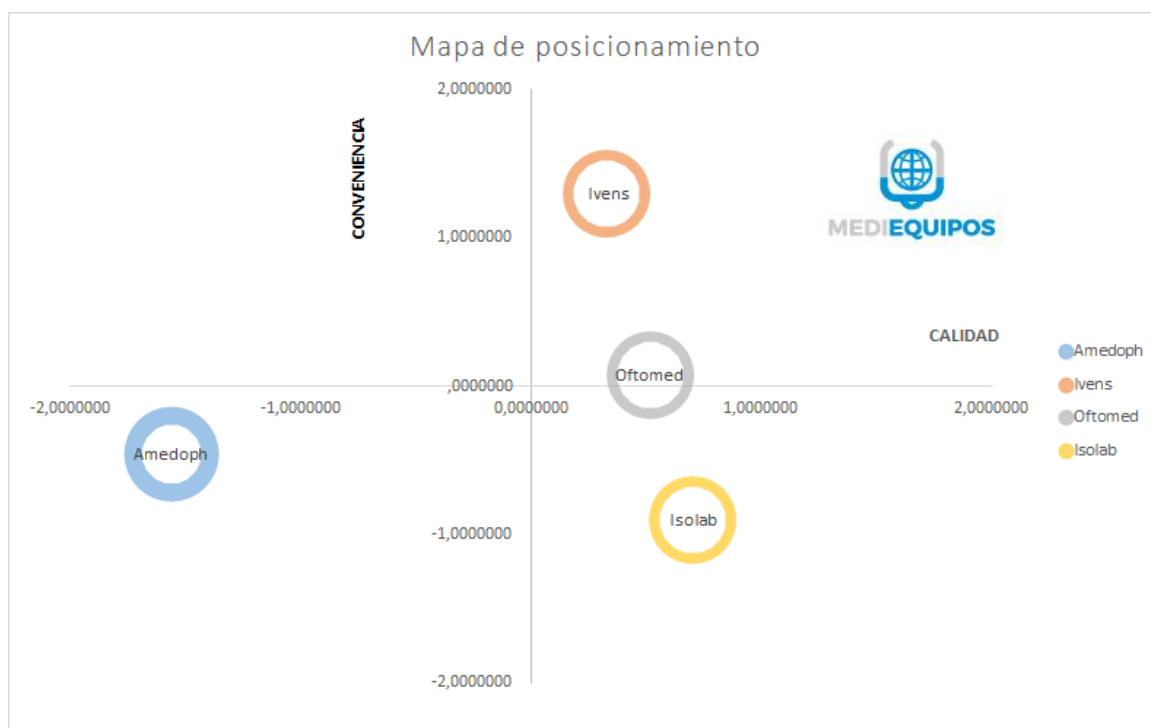 Mapa de posicionamiento
2,0000000
CONVENIENCIA
Ivens
MEDIEQUIPOS
1,0000000
CALIDAD
Amedoph
Ivens
Oftomed
Isolab
Oftomed
,0000000
-2,0000000
-1,0000000
0,0000000
1,0000000
2,0000000
Amedoph
Isolab
-1,0000000
-2,0000000